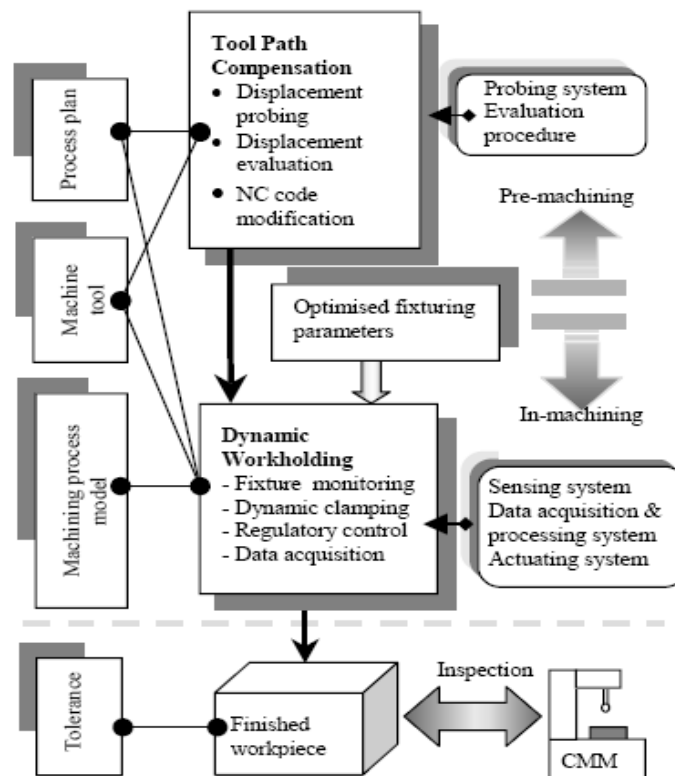 Tool Path
Compensation
• Displacement
probing
• Displacement
evaluation
• NC code
modification
Probing system
Evaluation
procedure
Process plan
Pre-machining
Machine
tool
Optimised fixturing
parameters
In-machining
Machining process
model
Dynamic
Workholding
- Fixture monitoring
- Dynamic clamping
- Regulatory control
- Data acquisition
Sensing system
Data acquisition &
processing system
Actuating system
Tolerance
Finished
workpiece
Inspection
CMM